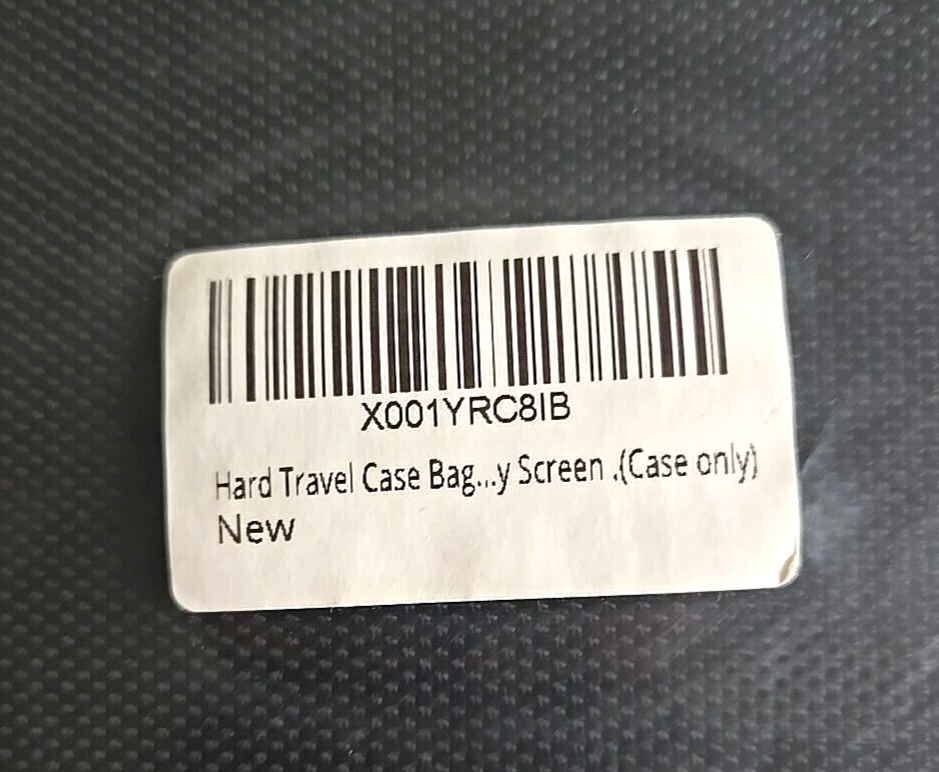 X001YRC8IB
Hard Travel Case Bag...y Screen .(Case only)
New